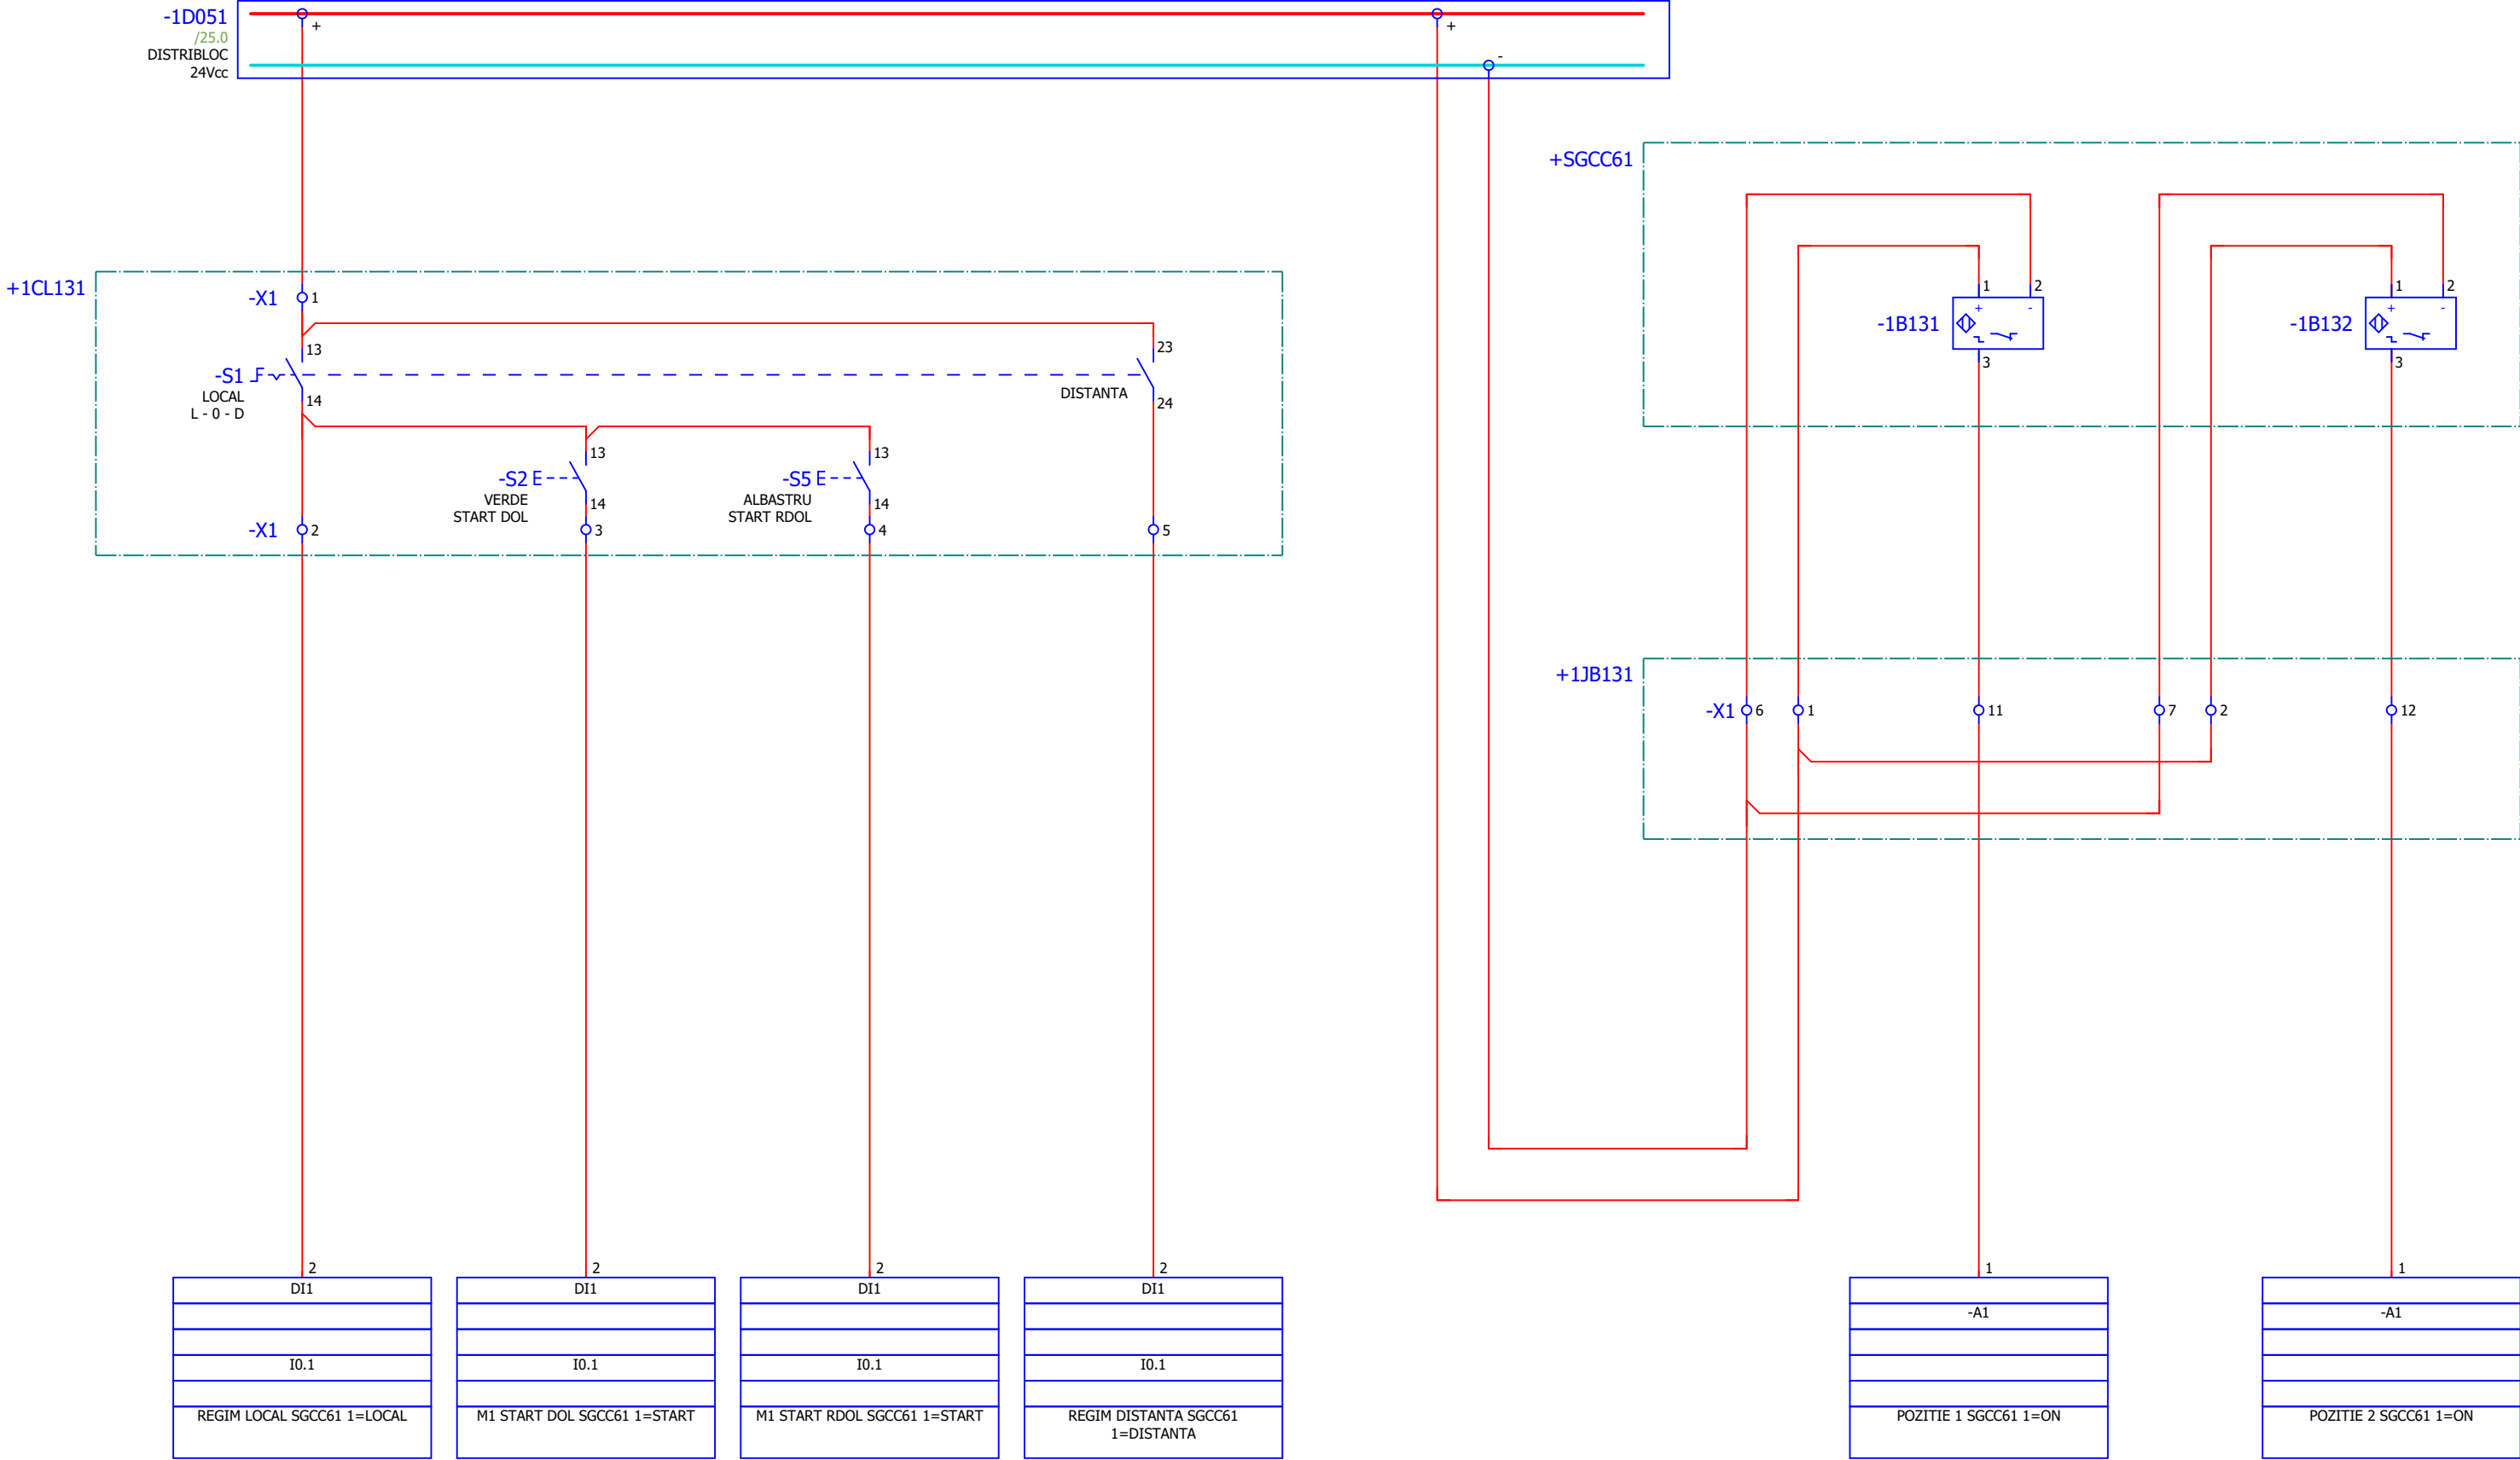 -1D051
/25.0
DISTRIBLOC
24Vcc
+
+
-
+SGCC61
1
2
+
-
-1B131
3
1
2
+
-
-1B132
3
+1CL131
-X1
1
13
23
-S1
LOCAL
L - 0 - D
14
DISTANTA
24
13
-S2
VERDE
START DOL
14
13
-S5
ALBASTRU
START RDOL
14
-X1
2
3
4
5
+1JB131
-X1
6
1
11
7
2
12
2
2
2
2
1
1
DI1
DI1
DI1
DI1
-A1
-A1
I0.1
I0.1
I0.1
I0.1
REGIM LOCAL SGCC61 1=LOCAL
M1 START DOL SGCC61 1=START
M1 START RDOL SGCC61 1=START
REGIM DISTANTA SGCC61
1=DISTANTA
POZITIE 1 SGCC61 1=ON
POZITIE 2 SGCC61 1=ON